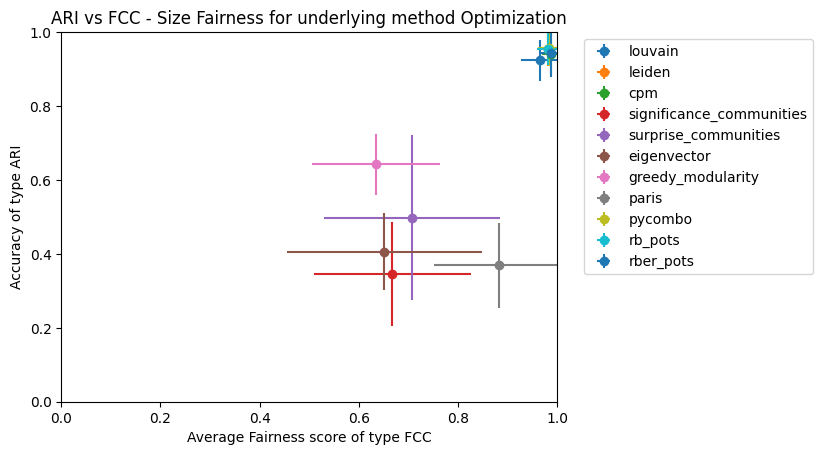 ARI vs FCC - Size Fairness for underlying method Optimization
1.0
0.8
0.6
0.4
0.2
0.0
Accuracy of type ARI
0.0 0.2 0.4 0.6 0.8 1.0
Average Fairness score of type FCC
louvain
leiden
cpm
significance_communities
surprise_communities
eigenvector
greedy_modularity
paris
pycombo
rb_pots
rber_pots